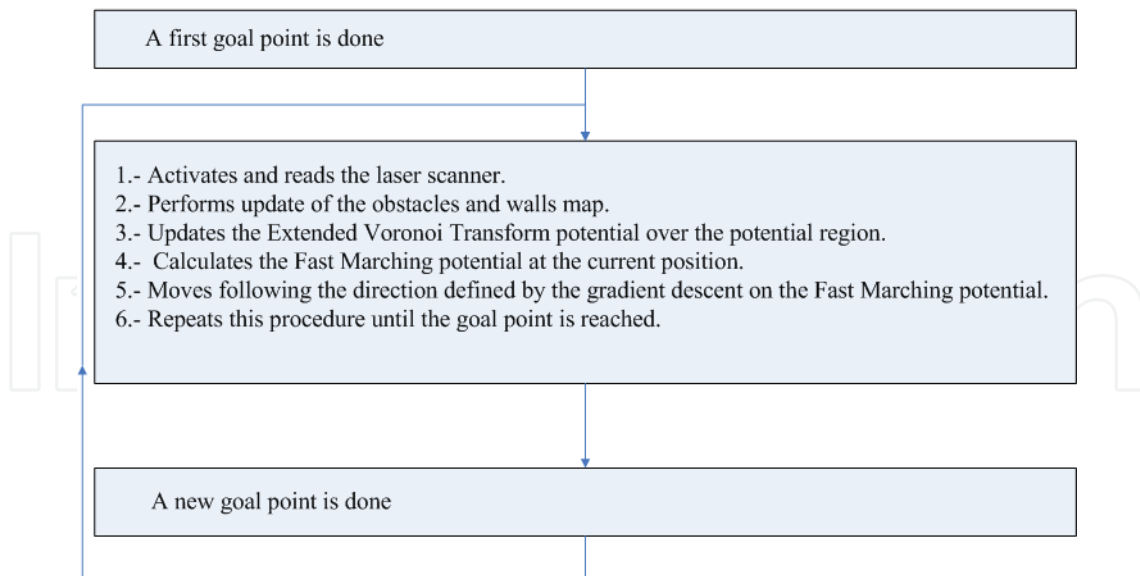 A first goal point is done
1.- Activates and reads the laser scanner.
2.- Performs update of the obstacles and walls map.
3.- Updates the Extended Voronoi Transform potential over the potential region.
4.- Calculates the Fast Marching potential at the current position.
5.- Moves following the direction defined by the gradient descent on the Fast Marching potential.
6.- Repeats this procedure until the goal point is reached.
A new goal point is done